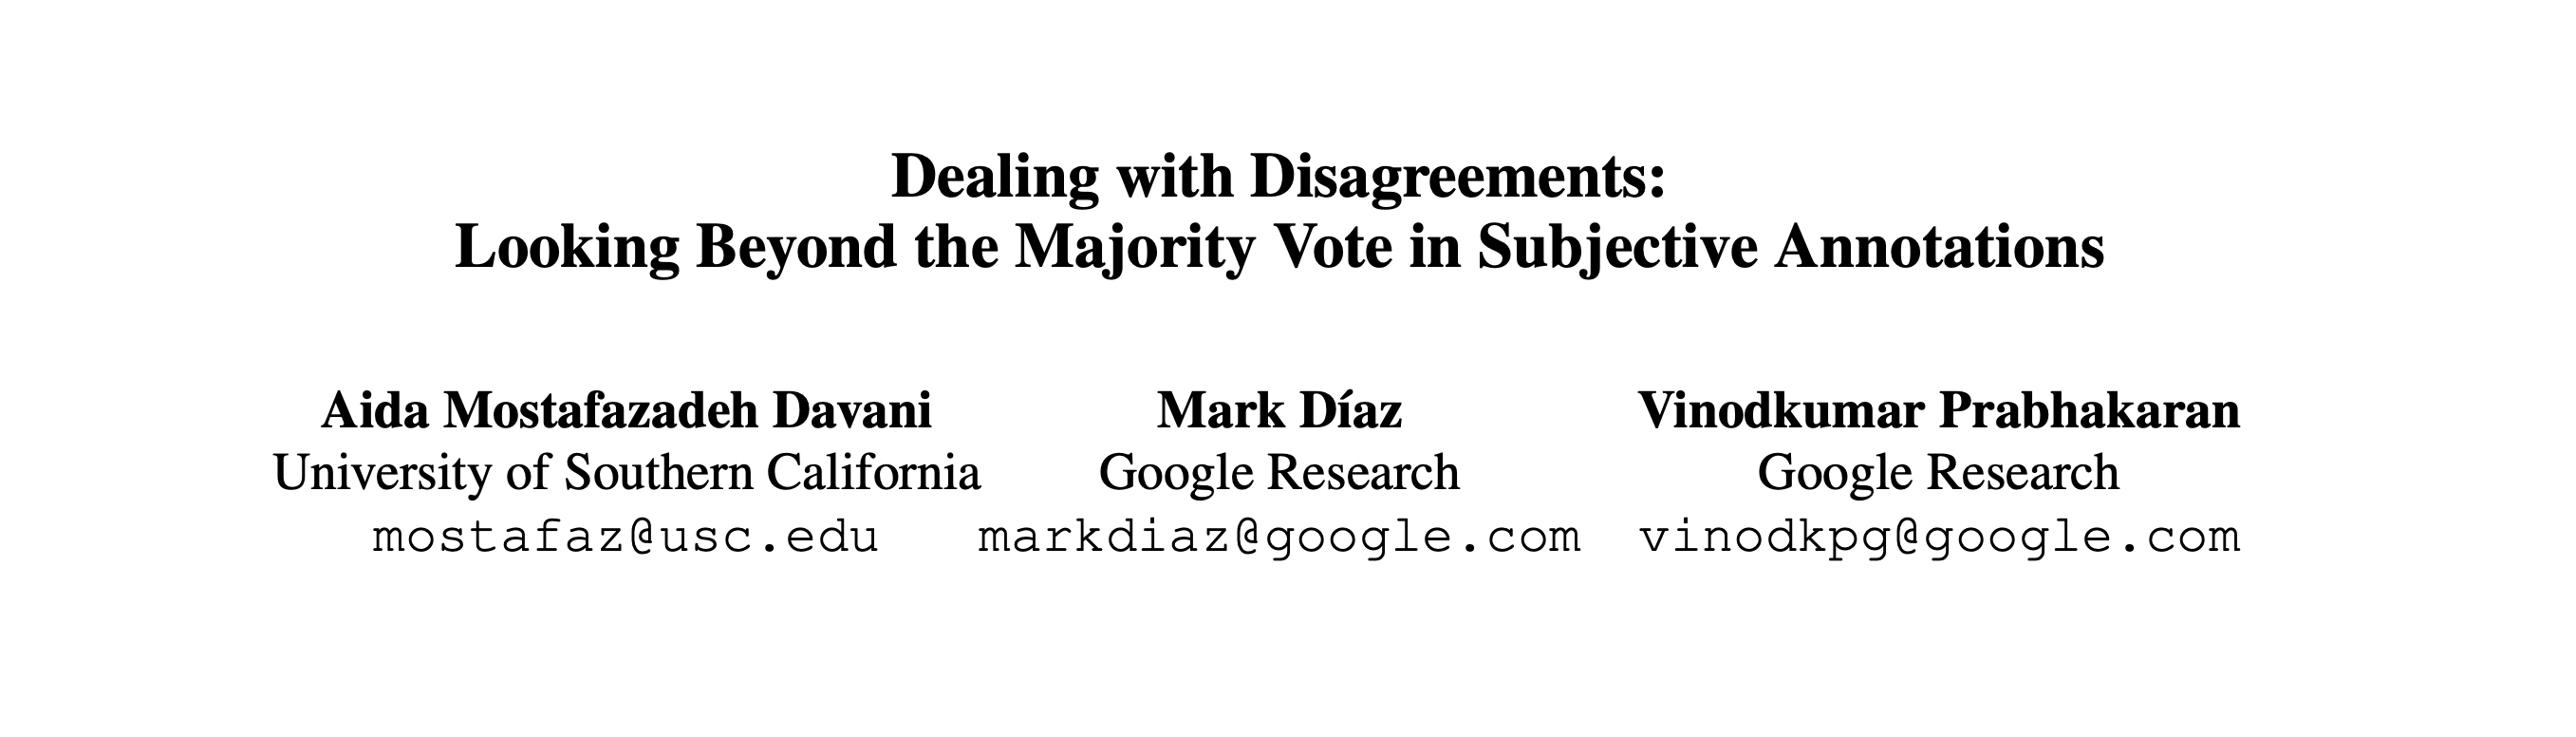 Dealing with Disagreements:
Looking Beyond the Majority Vote in Subjective Annotations
Aida Mostafazadeh Davani
University of Southern California
mostafaz@usc.edu
Mark Díaz
Google Research
markdiaz@google.com
Vinodkumar Prabhakaran
Google Research
vinodkpg@google.com